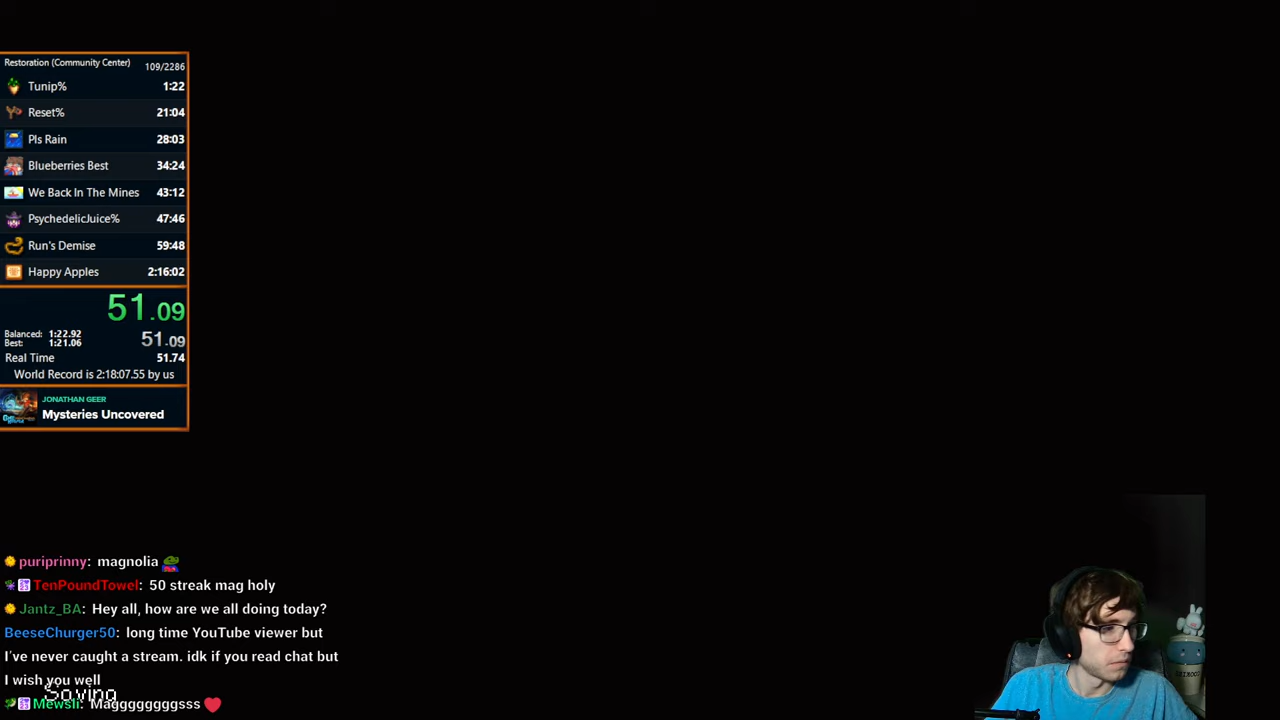 Restoration (Community Center) 109/2286
Tunip% 1:22
Reset% 21:04
Pls Rain 28:03
Blueberries Best 34:24
We Back In The Mines 43:12
PsychedelicJuice% 47:46
Run's Demise 59:48
Happy Apples 2:16:02
51.09
Balanced: 1:22.92
Best: 1:21.06 51.09
Real Time 51.74
World Record is 2:18:07.55 by us
JONATHAN GEER
Mysteries Uncovered
puriprinny: magnolia
TenPoundTowel: 50 streak mag holy
Jantz_BA: Hey all, how are we all doing today?
BeeseChurger50: long time YouTube viewer but
I've never caught a stream. idk if you read chat but
I wish you well
Saving
Mewsli: Magggggggsss